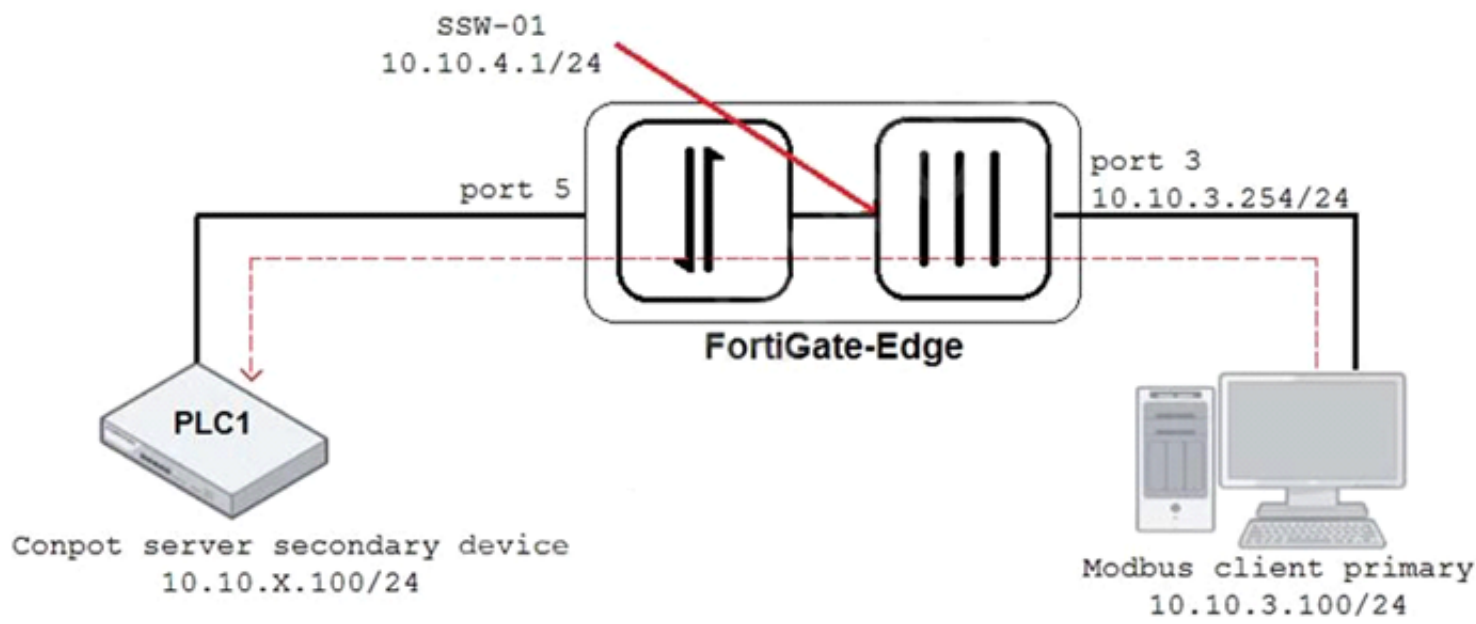 SSW-01
10.10.4.1/24
port 5
port 3
10.10.3.254/24
FortiGate-Edge
PLC1
Conpot server secondary device
10.10.X.100/24
Modbus client primary
10.10.3.100/24